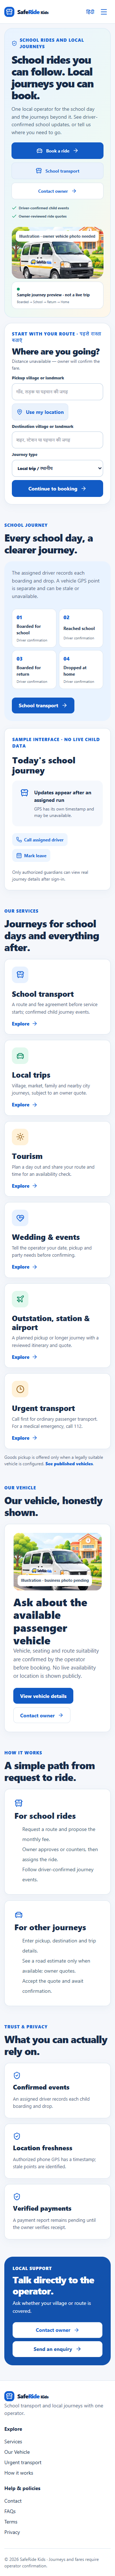 SafeRide Kids
हिंदी
SCHOOL RIDES AND LOCAL JOURNEYS
School rides you
can follow. Local
journeys you can
book.
One local operator for the school day
and the journeys beyond it. See driver-
confirmed updates, call or tell us
where you need to go.
Book a ride
School transport
Contact owner
Driver-confirmed child events
Owner-reviewed ride quotes
Illustration · owner vehicle photo needed
Sample journey preview · not a live trip
START WITH YOUR ROUTE
Where are you going?
Distance unavailable — owner will confirm the
fare.
Pickup village or landmark
गाँव, सड़क या पहचान की जगह
Use my location
Destination village or landmark
शहर, स्टेशन या पहचान की जगह
Journey type
Local trip / स्थानीय
Continue to booking
SCHOOL JOURNEY
Every school day, a
clearer journey.
The assigned driver records each
boarding and drop. A vehicle GPS point
is separate and can be stale or
unavailable.
01
Boarded for
school
Driver confirmation
02
Reached school
Driver confirmation
03
Boarded for
return
Driver confirmation
04
Dropped at
home
Driver confirmation
School transport
SAMPLE INTERFACE · NO LIVE CHILD
DATA
Today's school
journey
Updates appear after an
assigned run
GPS has its own timestamp and
may be unavailable.
Call assigned driver
Mark leave
Only authorized guardians can view real
journey details after sign-in.
OUR SERVICES
Journeys for school
days and everything
after.
School transport
A route and fee agreement before service
starts; confirmed child journey events.
Explore
Local trips
Village, market, family and nearby city
journeys, subject to an owner quote.
Explore
Tourism
Plan a day out and share your route and
time for an availability check.
Explore
Wedding & events
Tell the operator your date, pickup and
party needs before confirming.
Explore
Outstation, station &
airport
A planned pickup or longer journey with a
reviewed itinerary and quote.
Explore
Urgent transport
Call first for ordinary passenger transport.
For a medical emergency, call 112.
Explore
Goods pickup is offered only when a legally suitable
vehicle is configured. See published vehicles
OUR VEHICLE
Our vehicle, honestly
shown.
Illustration · business photo pending
Ask about the
available
passenger
vehicle
Vehicle, seating and route suitability
are confirmed by the operator
before booking. No live availability
or location is shown publicly.
View vehicle details
Contact owner
HOW IT WORKS
A simple path from
request to ride.
For school rides
Request a route and propose the
monthly fee.
Owner approves or counters, then
assigns the ride.
Follow driver-confirmed journey
events.
For other journeys
Enter pickup, destination and trip
details.
See a road estimate only when
available; owner quotes.
Accept the quote and await
confirmation.
TRUST & PRIVACY
What you can actually
rely on.
Confirmed events
An assigned driver records each child
boarding and drop.
Location freshness
Authorized phone GPS has a timestamp;
stale points are identified.
Verified payments
A payment report remains pending until
the owner verifies receipt.
LOCAL SUPPORT
Talk directly to the
operator.
Ask whether your village or route is
covered.
Contact owner
Send an enquiry
SafeRide Kids
School transport and local journeys with one
operator.
Explore
Services
Our Vehicle
Urgent transport
How it works
Help & policies
Contact
FAQs
Terms
Privacy
© 2026 SafeRide Kids · Journeys and fares require
operator confirmation.